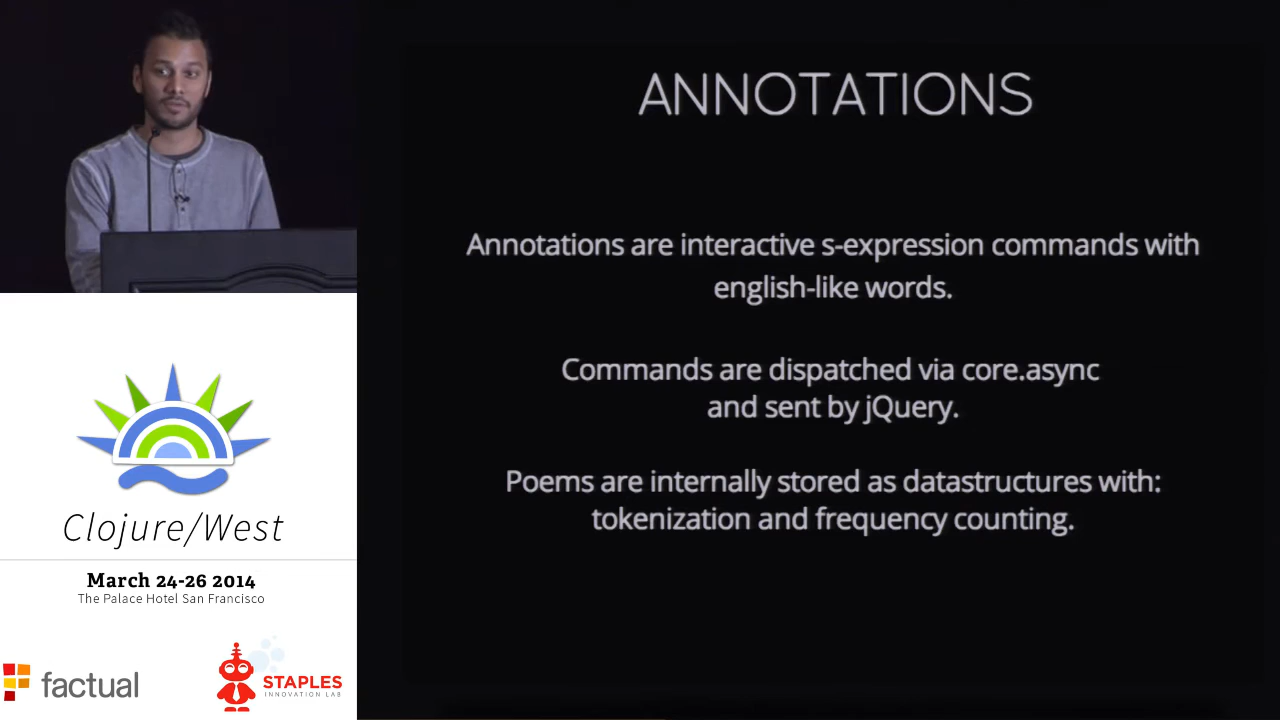 ANNOTATIONS
Annotations are interactive s-expression commands with
english-like words.
Commands are dispatched via core.async
and sent by jQuery.
Poems are internally stored as datastructures with:
tokenization and frequency counting.
Clojure/West
March 24-26 2014
The Palace Hotel San Francisco
factual
STAPLES
INNOVATION LAB